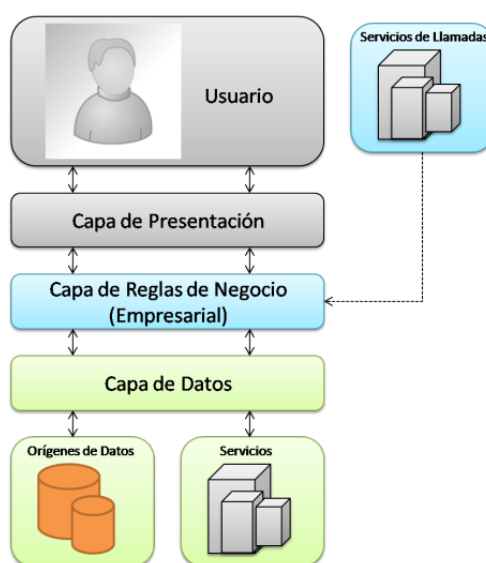 Servicios de Llamadas
Usuario
Capa de Presentación
Capa de Reglas de Negocio
(Empresarial)
Capa de Datos
Orígenes de Datos
Servicios